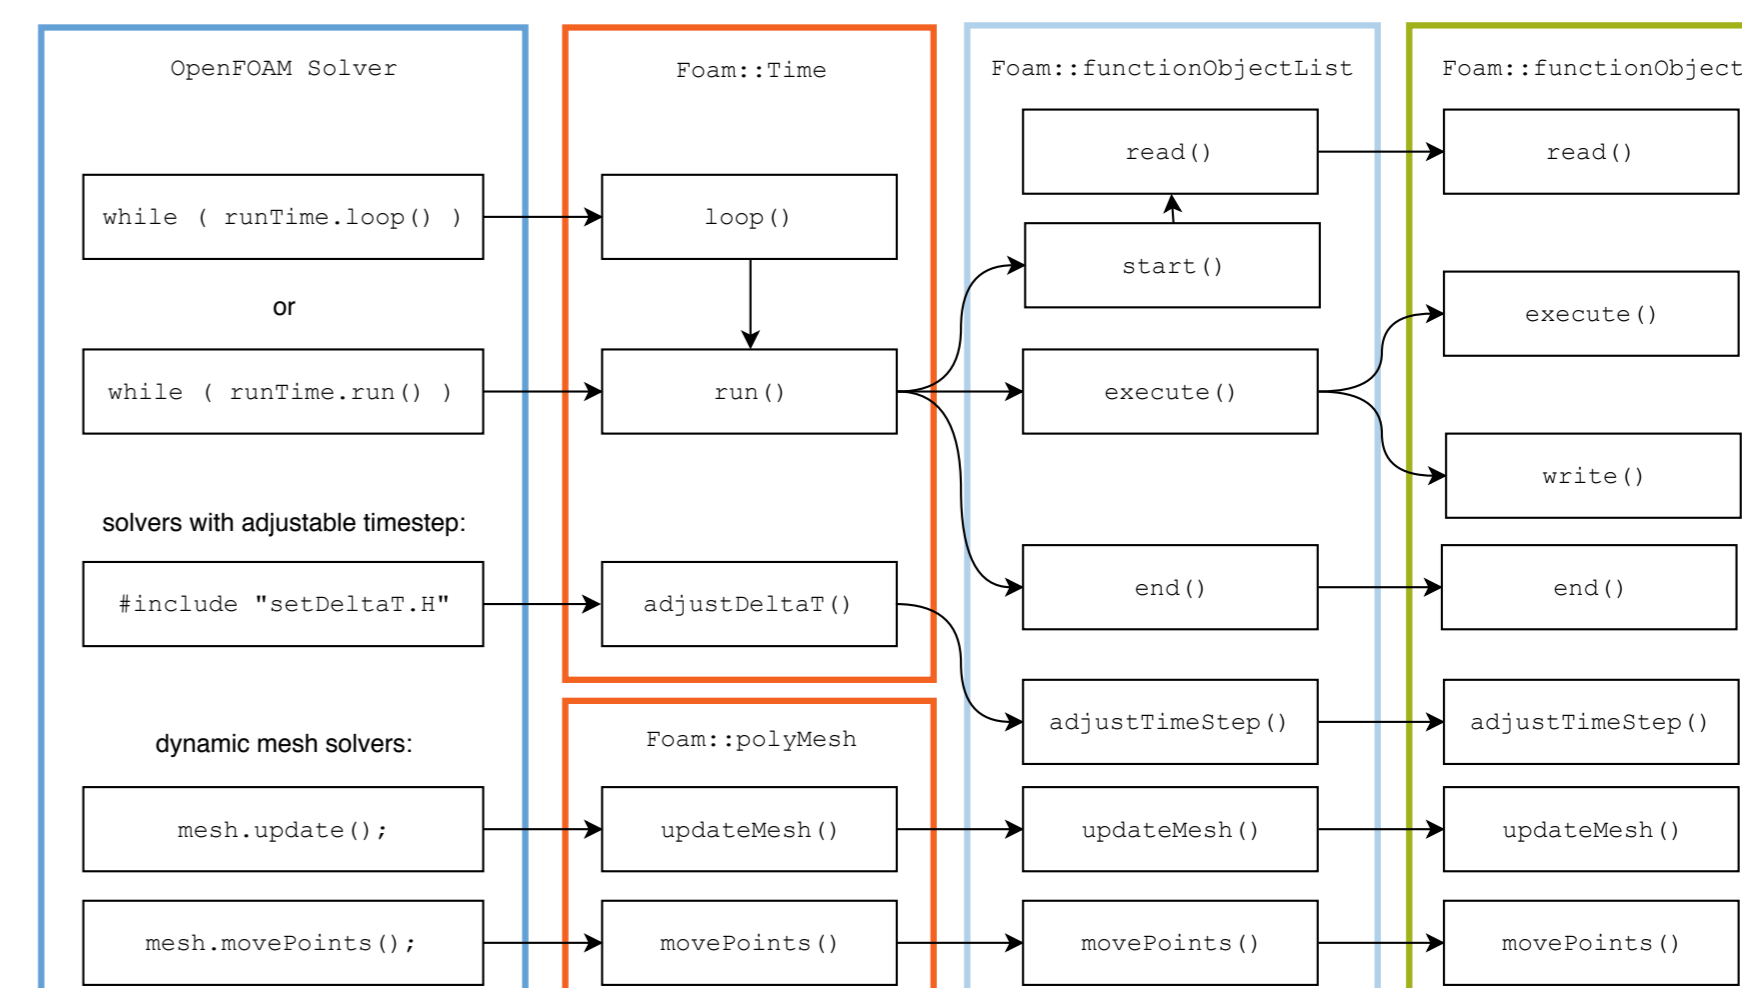 OpenFOAM Solver
while ( runTime.loop() )
or
while ( runTime.run() )
solvers with adjustable timestep:
#include "setDeltaT.H"
dynamic mesh solvers:
mesh.update();
mesh.movePoints();
Foam::Time
loop()
run()
adjustDeltaT()
Foam::polyMesh
updateMesh()
movePoints()
Foam::functionObjectList
read()
start()
execute()
end()
adjustTimeStep()
updateMesh()
movePoints()
Foam::functionObject
read()
execute()
write()
end()
adjustTimeStep()
updateMesh()
movePoints()